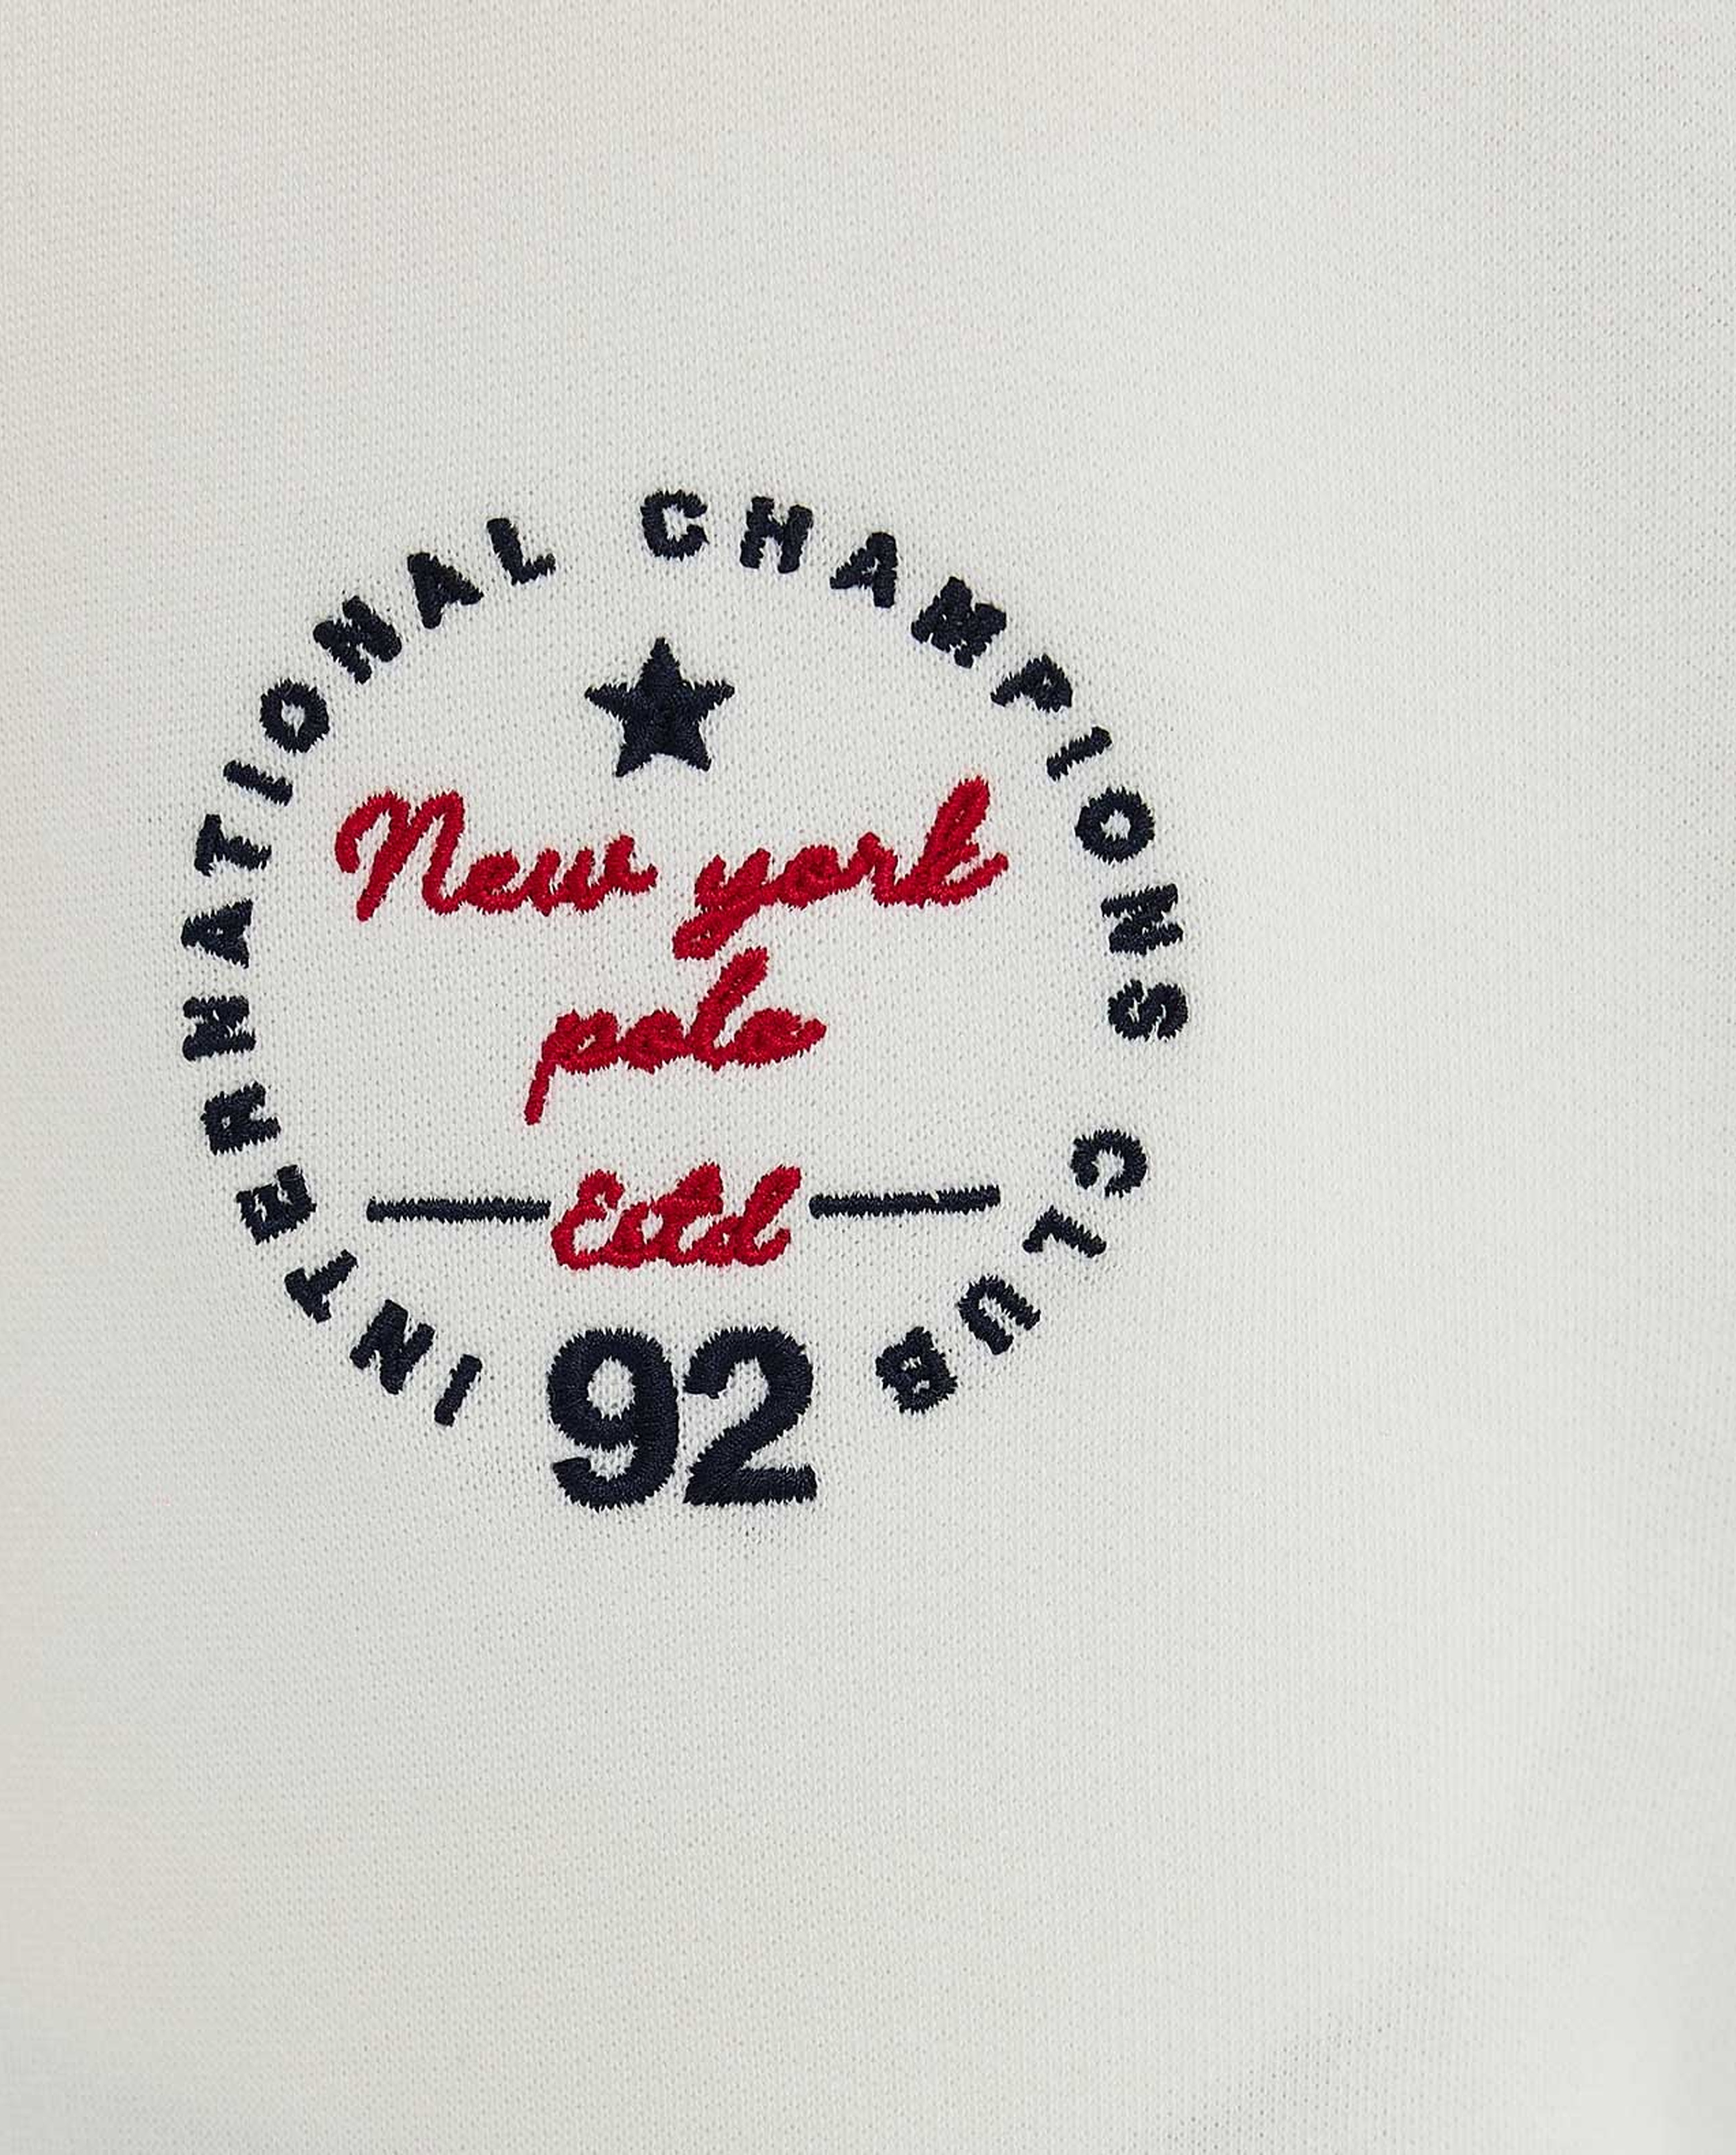 INTERNATIONAL CHAMPIONS CLUB
New york
polo
Estd
92